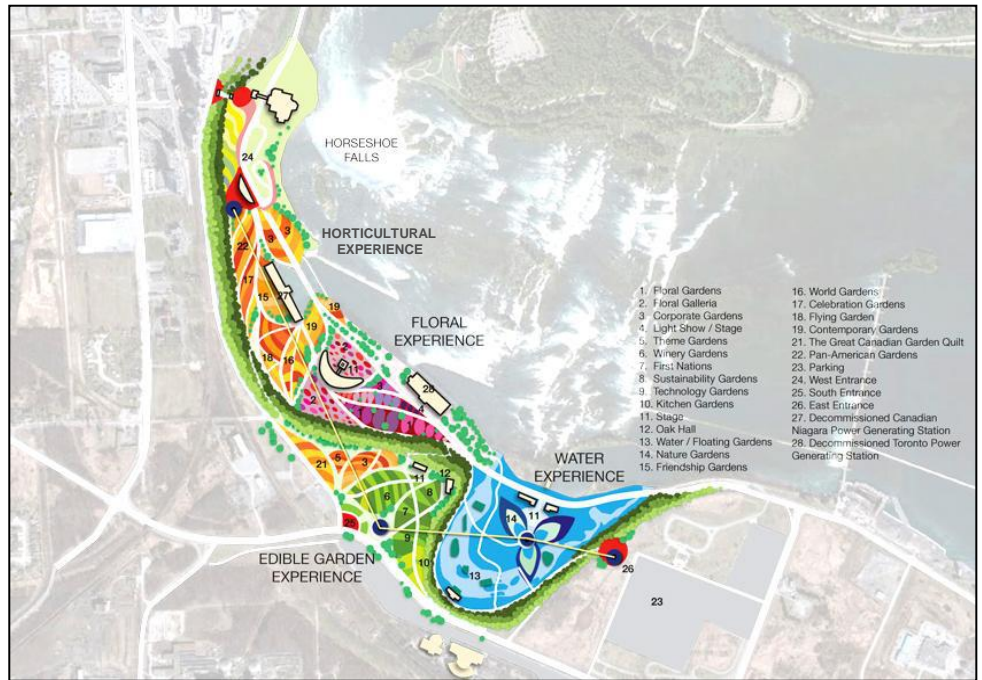 HORSESHOE
FALLS
24
HORTICULTURAL
EXPERIENCE
3
3
22
17
15
27
19
19
18
16
FLORAL
EXPERIENCE
2
11
2
4
28
21
5
3
11
12
6
8
7
9
10
25
EDIBLE GARDEN
EXPERIENCE
WATER
EXPERIENCE
11
14
13
26
23
1. Floral Gardens
2. Floral Galleria
3. Corporate Gardens
4. Light Show / Stage
5. Theme Gardens
6. Winery Gardens
7. First Nations
8. Sustainability Gardens
9. Technology Gardens
10. Kitchen Gardens
11. Stage
12. Oak Hall
13. Water / Floating Gardens
14. Nature Gardens
15. Friendship Gardens
16. World Gardens
17. Celebration Gardens
18. Flying Garden
19. Contemporary Gardens
21. The Great Canadian Garden Quilt
22. Pan-American Gardens
23. Parking
24. West Entrance
25. South Entrance
26. East Entrance
27. Decommissioned Canadian
Niagara Power Generating Station
28. Decommissioned Toronto Power
Generating Station